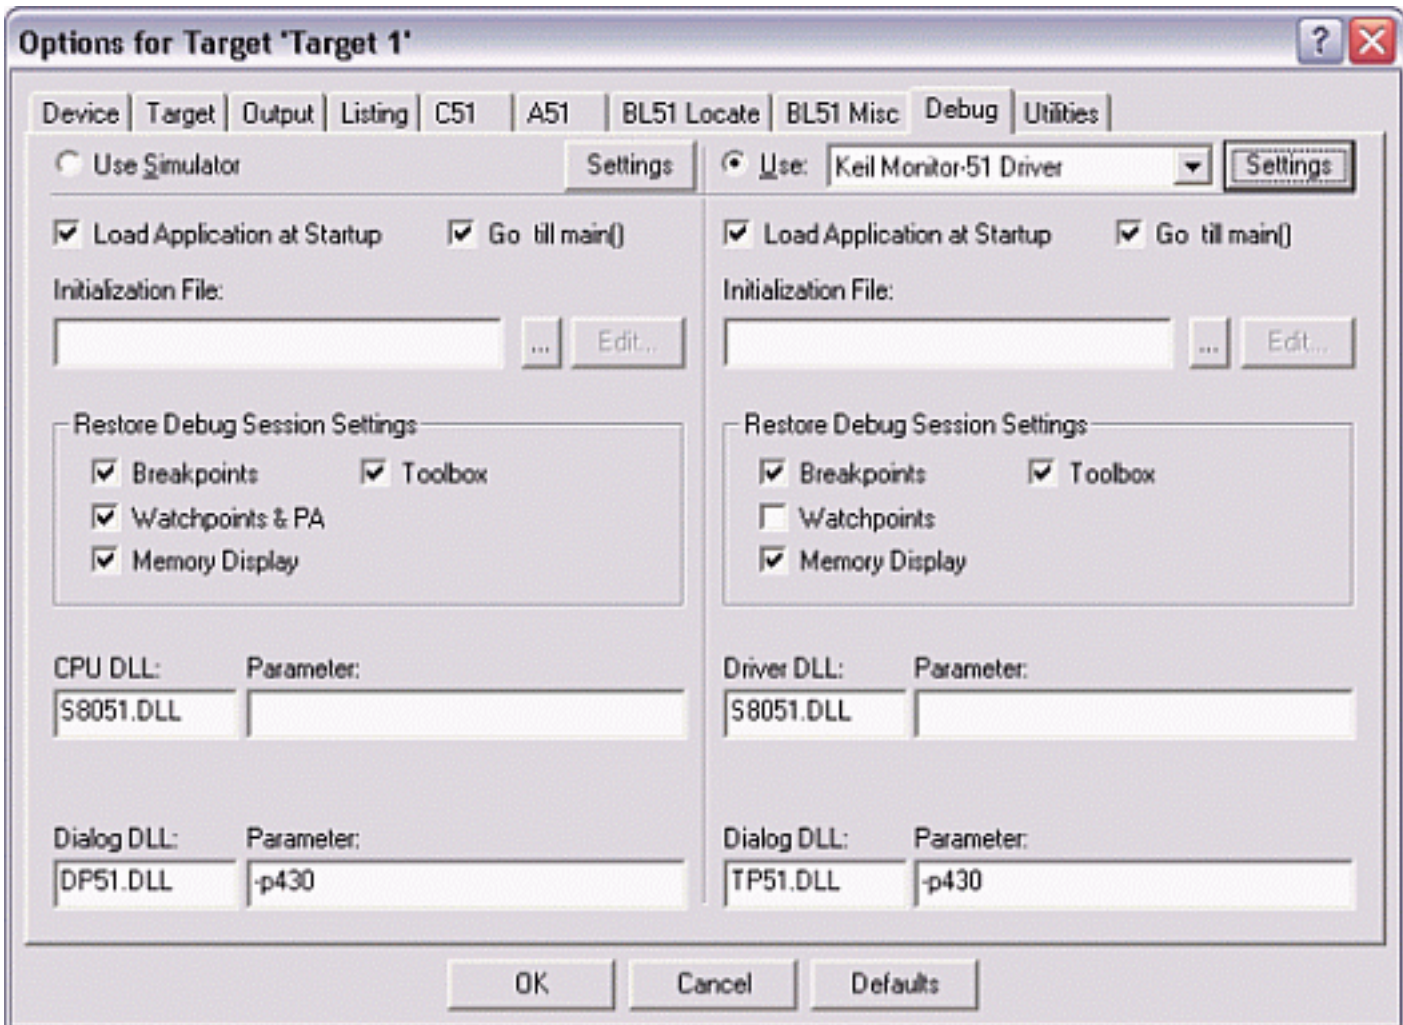 Options for Target 'Target 1'
Device Target Output Listing C51 A51 BL51 Locate BL51 Misc Debug Utilities
Use Simulator Settings Use: Keil Monitor-51 Driver Settings
Load Application at Startup Go till main() Load Application at Startup Go till main()
Initialization File: Initialization File:
... Edit... ... Edit...
Restore Debug Session Settings Restore Debug Session Settings
Breakpoints Toolbox Breakpoints Toolbox
Watchpoints & PA Watchpoints
Memory Display Memory Display
CPU DLL: Parameter: Driver DLL: Parameter:
S8051.DLL S8051.DLL
Dialog DLL: Parameter: Dialog DLL: Parameter:
DP51.DLL -p430 TP51.DLL -p430
OK Cancel Defaults